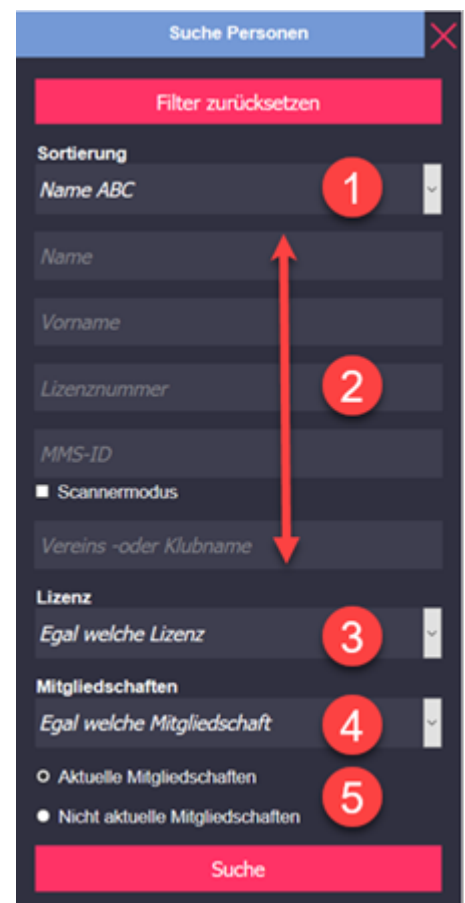 Suche Personen
Filter zurücksetzen
Sortierung
Name ABC
1
Name
Vorname
Lizenznummer
2
MMS-ID
Scannermodus
Vereins -oder Klubname
Lizenz
Egal welche Lizenz
3
Mitgliedschaften
Egal welche Mitgliedschaft
4
Aktuelle Mitgliedschaften
5
Nicht aktuelle Mitgliedschaften
Suche